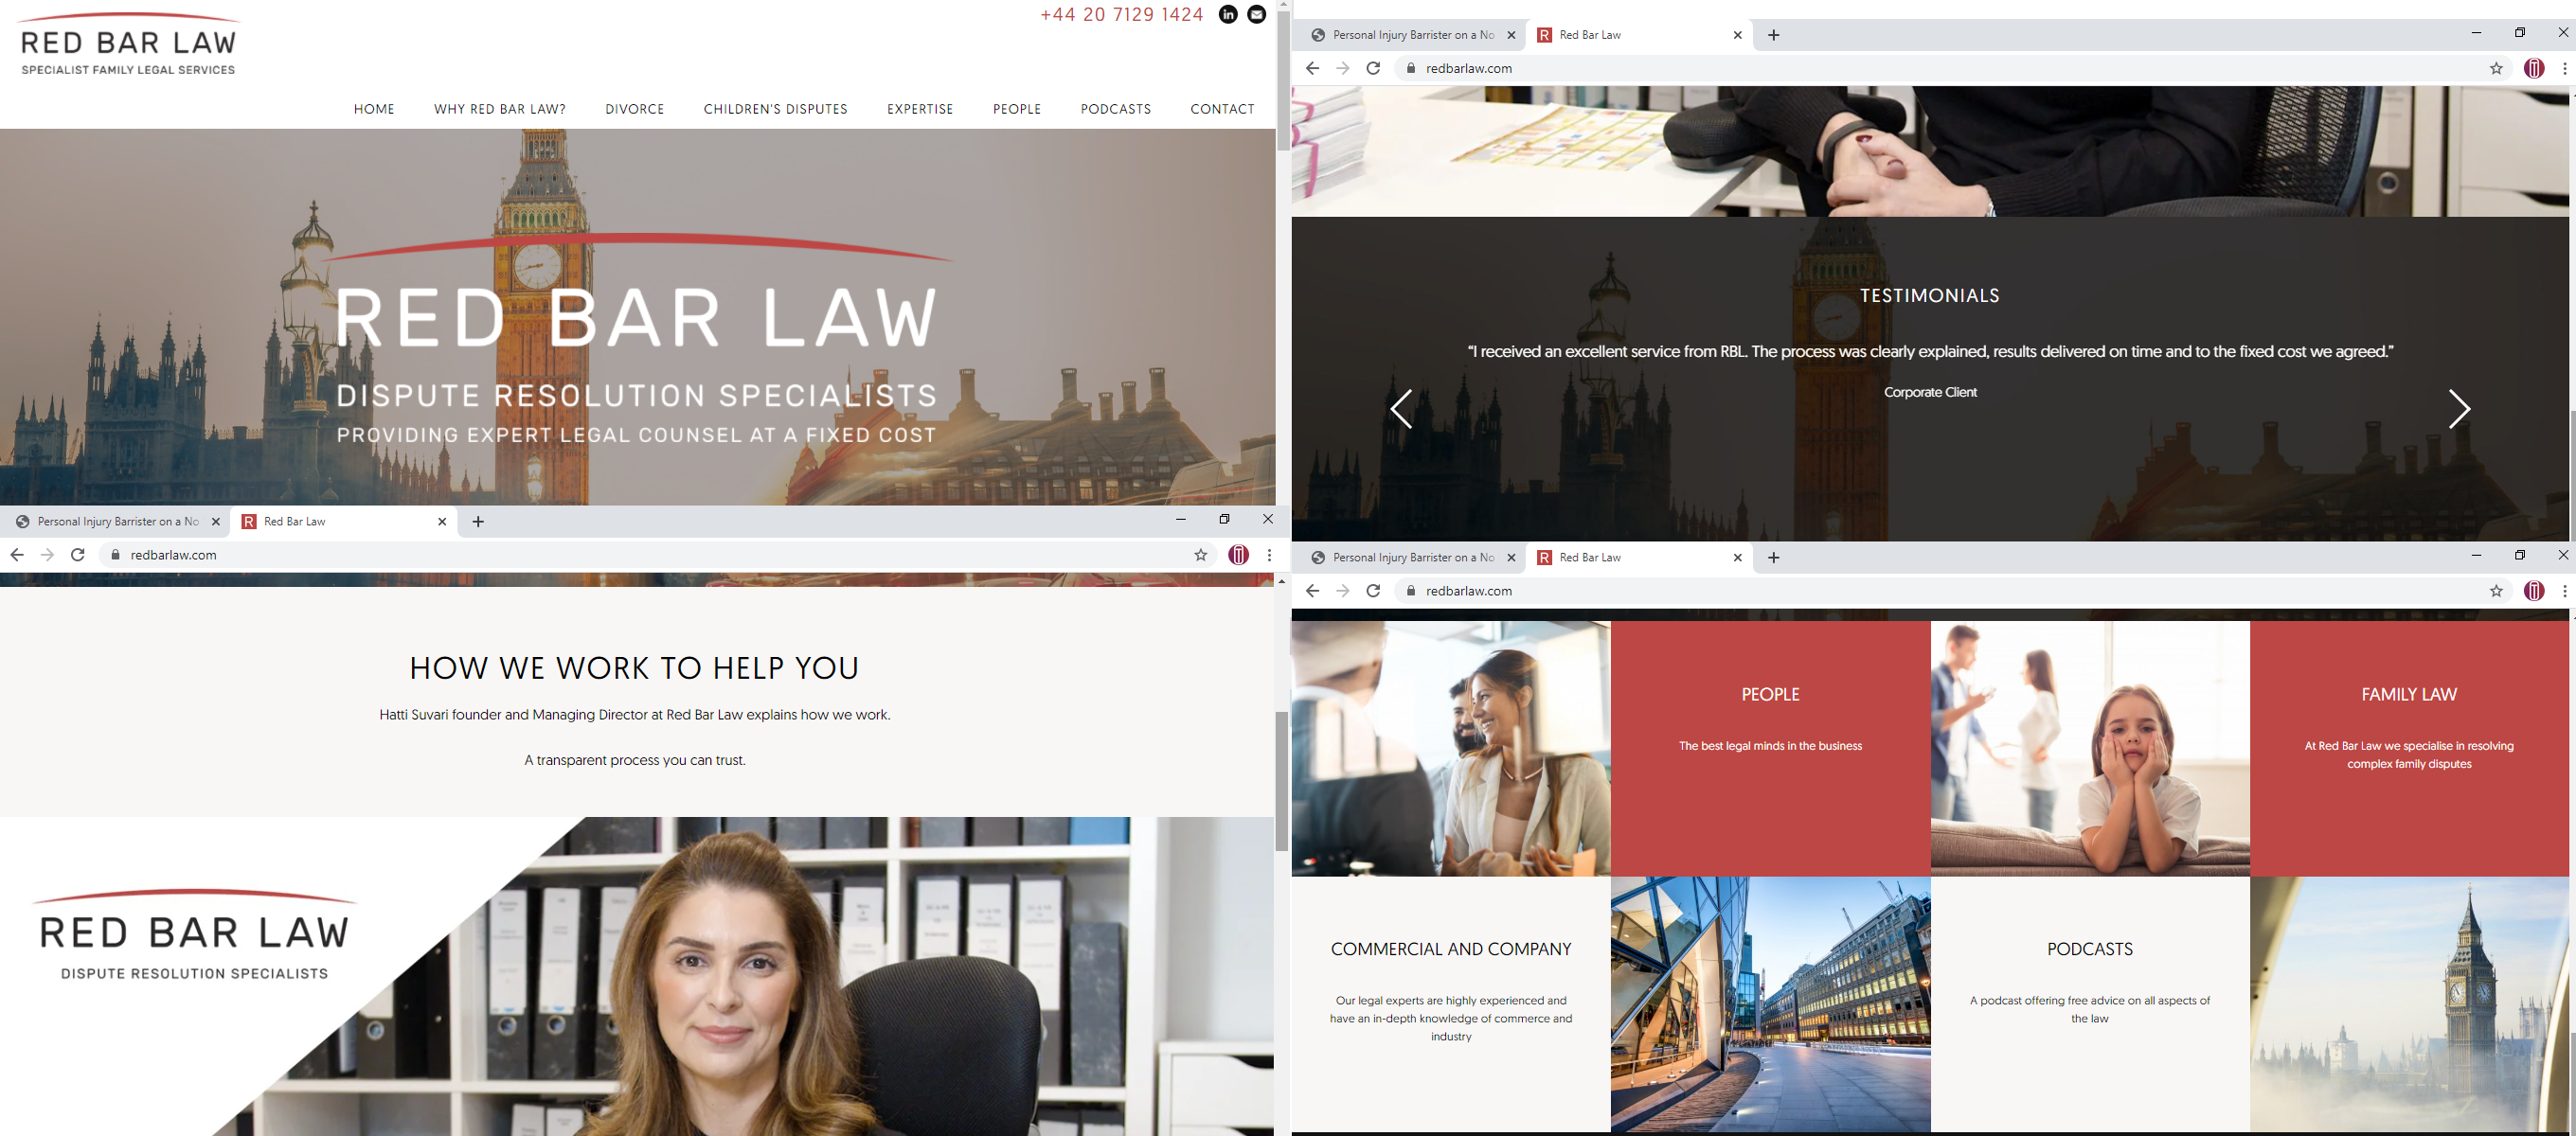 +44 20 7129 1424
RED BAR LAW
SPECIALIST FAMILY LEGAL SERVICES
HOME WHY RED BAR LAW? DIVORCE CHILDREN'S DISPUTES EXPERTISE PEOPLE PODCASTS CONTACT
RED BAR LAW
DISPUTE RESOLUTION SPECIALISTS
PROVIDING EXPERT LEGAL COUNSEL AT A FIXED COST
Personal Injury Barrister on a No Red Bar Law
redbarlaw.com
HOW WE WORK TO HELP YOU
Hatti Suvari founder and Managing Director at Red Bar Law explains how we work.
A transparent process you can trust.
RED BAR LAW
DISPUTE RESOLUTION SPECIALISTS
Personal Injury Barrister on a No R Red Bar Law
redbarlaw.com
TESTIMONIALS
“I received an excellent service from RBL. The process was clearly explained, results delivered on time and to the fixed cost we agreed.”
Corporate Client
Personal Injury Barrister on a No R Red Bar Law
redbarlaw.com
PEOPLE
The best legal minds in the business
FAMILY LAW
At Red Bar Law we specialise in resolving
complex family disputes
COMMERCIAL AND COMPANY
Our legal experts are highly experienced and
have an in-depth knowledge of commerce and
industry
PODCASTS
A podcast offering free advice on all aspects of
the law